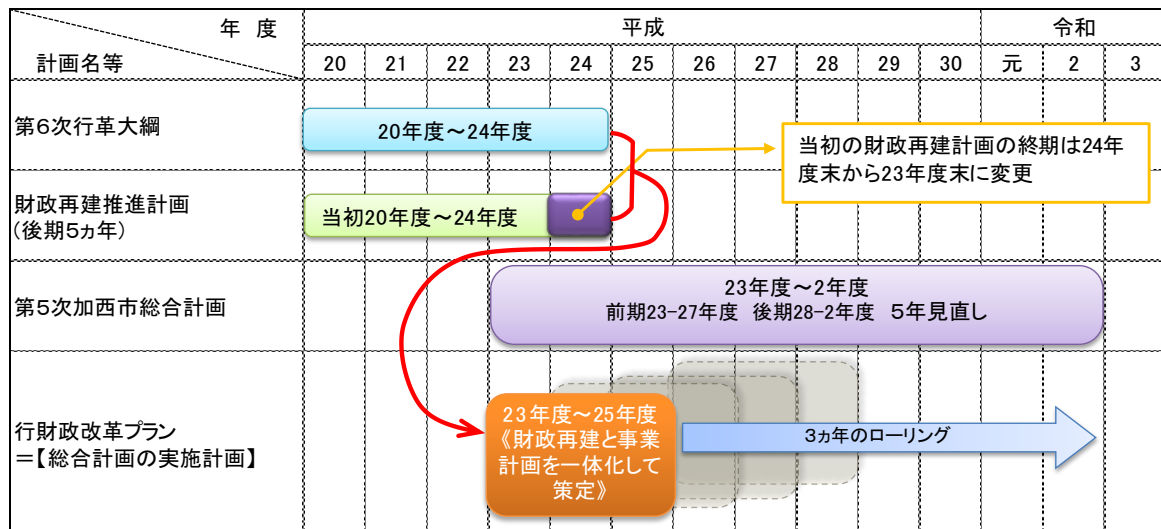 年 度
平成
令和
計画名等
20 21 22 23 24 25 26 27 28 29 30 元 2 3
第6次行革大綱
20年度～24年度
当初の財政再建計画の終期は24年
度末から23年度末に変更
財政再建推進計画
(後期5ヵ年)
当初20年度～24年度
第5次加西市総合計画
23年度～2年度
前期23-27年度 後期28-2年度 5年見直し
行財政改革プラン
＝【総合計画の実施計画】
23年度～25年度
《財政再建と事業
計画を一体化して
策定》
3ヵ年のローリング